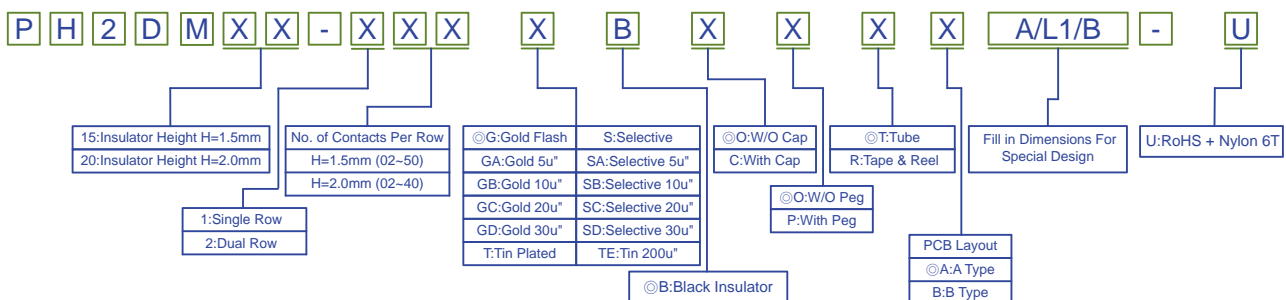 P H 2 D M X X - X X X X B X X X X A/L1/B - U
15:Insulator Height H=1.5mm
20:Insulator Height H=2.0mm
1:Single Row
2:Dual Row
No. of Contacts Per Row
H=1.5mm (02~50)
H=2.0mm (02~40)
◎G:Gold Flash S:Selective
GA:Gold 5u" SA:Selective 5u"
GB:Gold 10u" SB:Selective 10u"
GC:Gold 20u" SC:Selective 20u"
GD:Gold 30u" SD:Selective 30u"
T:Tin Plated TE:Tin 200u"
◎B:Black Insulator
◎O:W/O Cap
C:With Cap
◎O:W/O Peg
P:With Peg
◎T:Tube
R:Tape & Reel
PCB Layout
◎A:A Type
B:B Type
Fill in Dimensions For
Special Design
U:RoHS + Nylon 6T